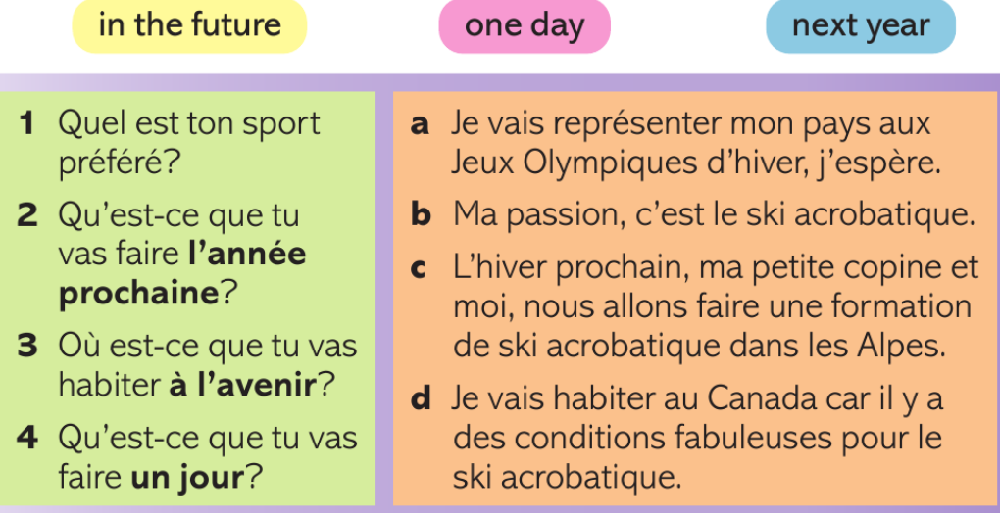 in the future
one day
next year
1 Quel est ton sport
préféré?
2 Qu'est-ce que tu
vas faire l'année
prochaine?
3 Où est-ce que tu vas
habiter à l'avenir?
4 Qu'est-ce que tu vas
faire un jour?
a Je vais représenter mon pays aux
Jeux Olympiques d'hiver, j'espère.
b Ma passion, c'est le ski acrobatique.
c L'hiver prochain, ma petite copine et
moi, nous allons faire une formation
de ski acrobatique dans les Alpes.
d Je vais habiter au Canada car il y a
des conditions fabuleuses pour le
ski acrobatique.